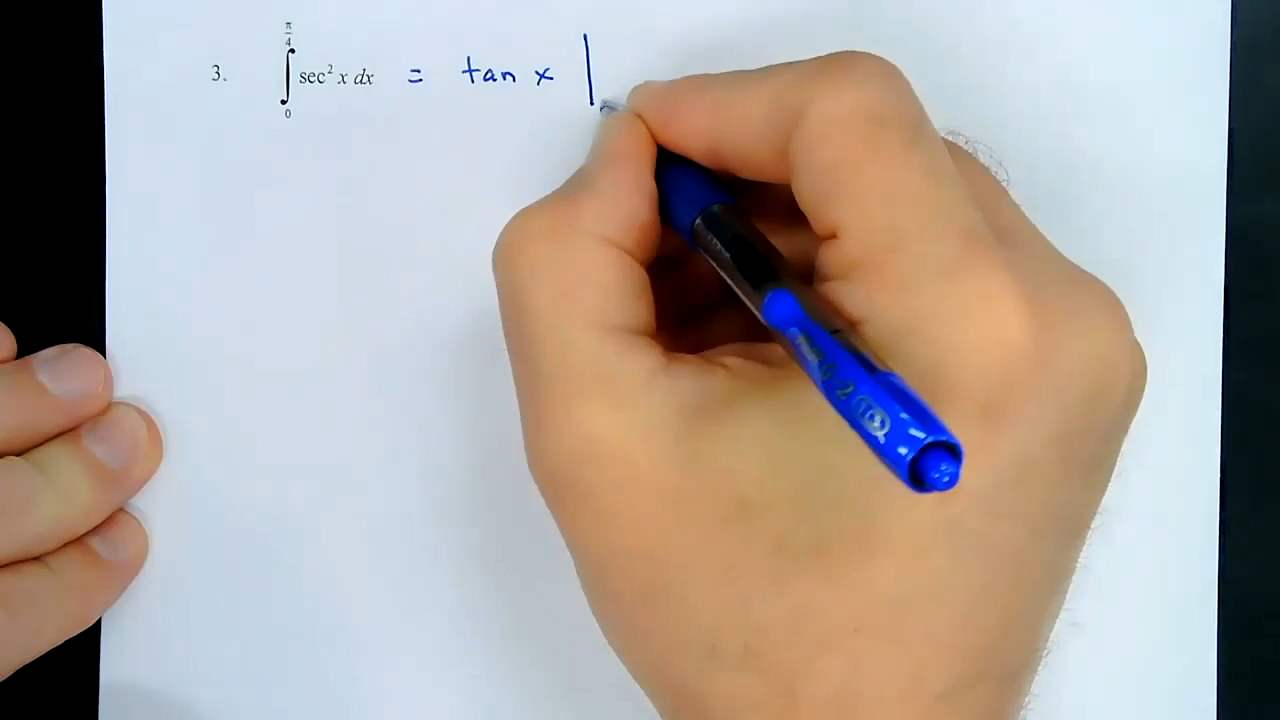 3. ∫₀^{π/4} sec² x dx = tan x |